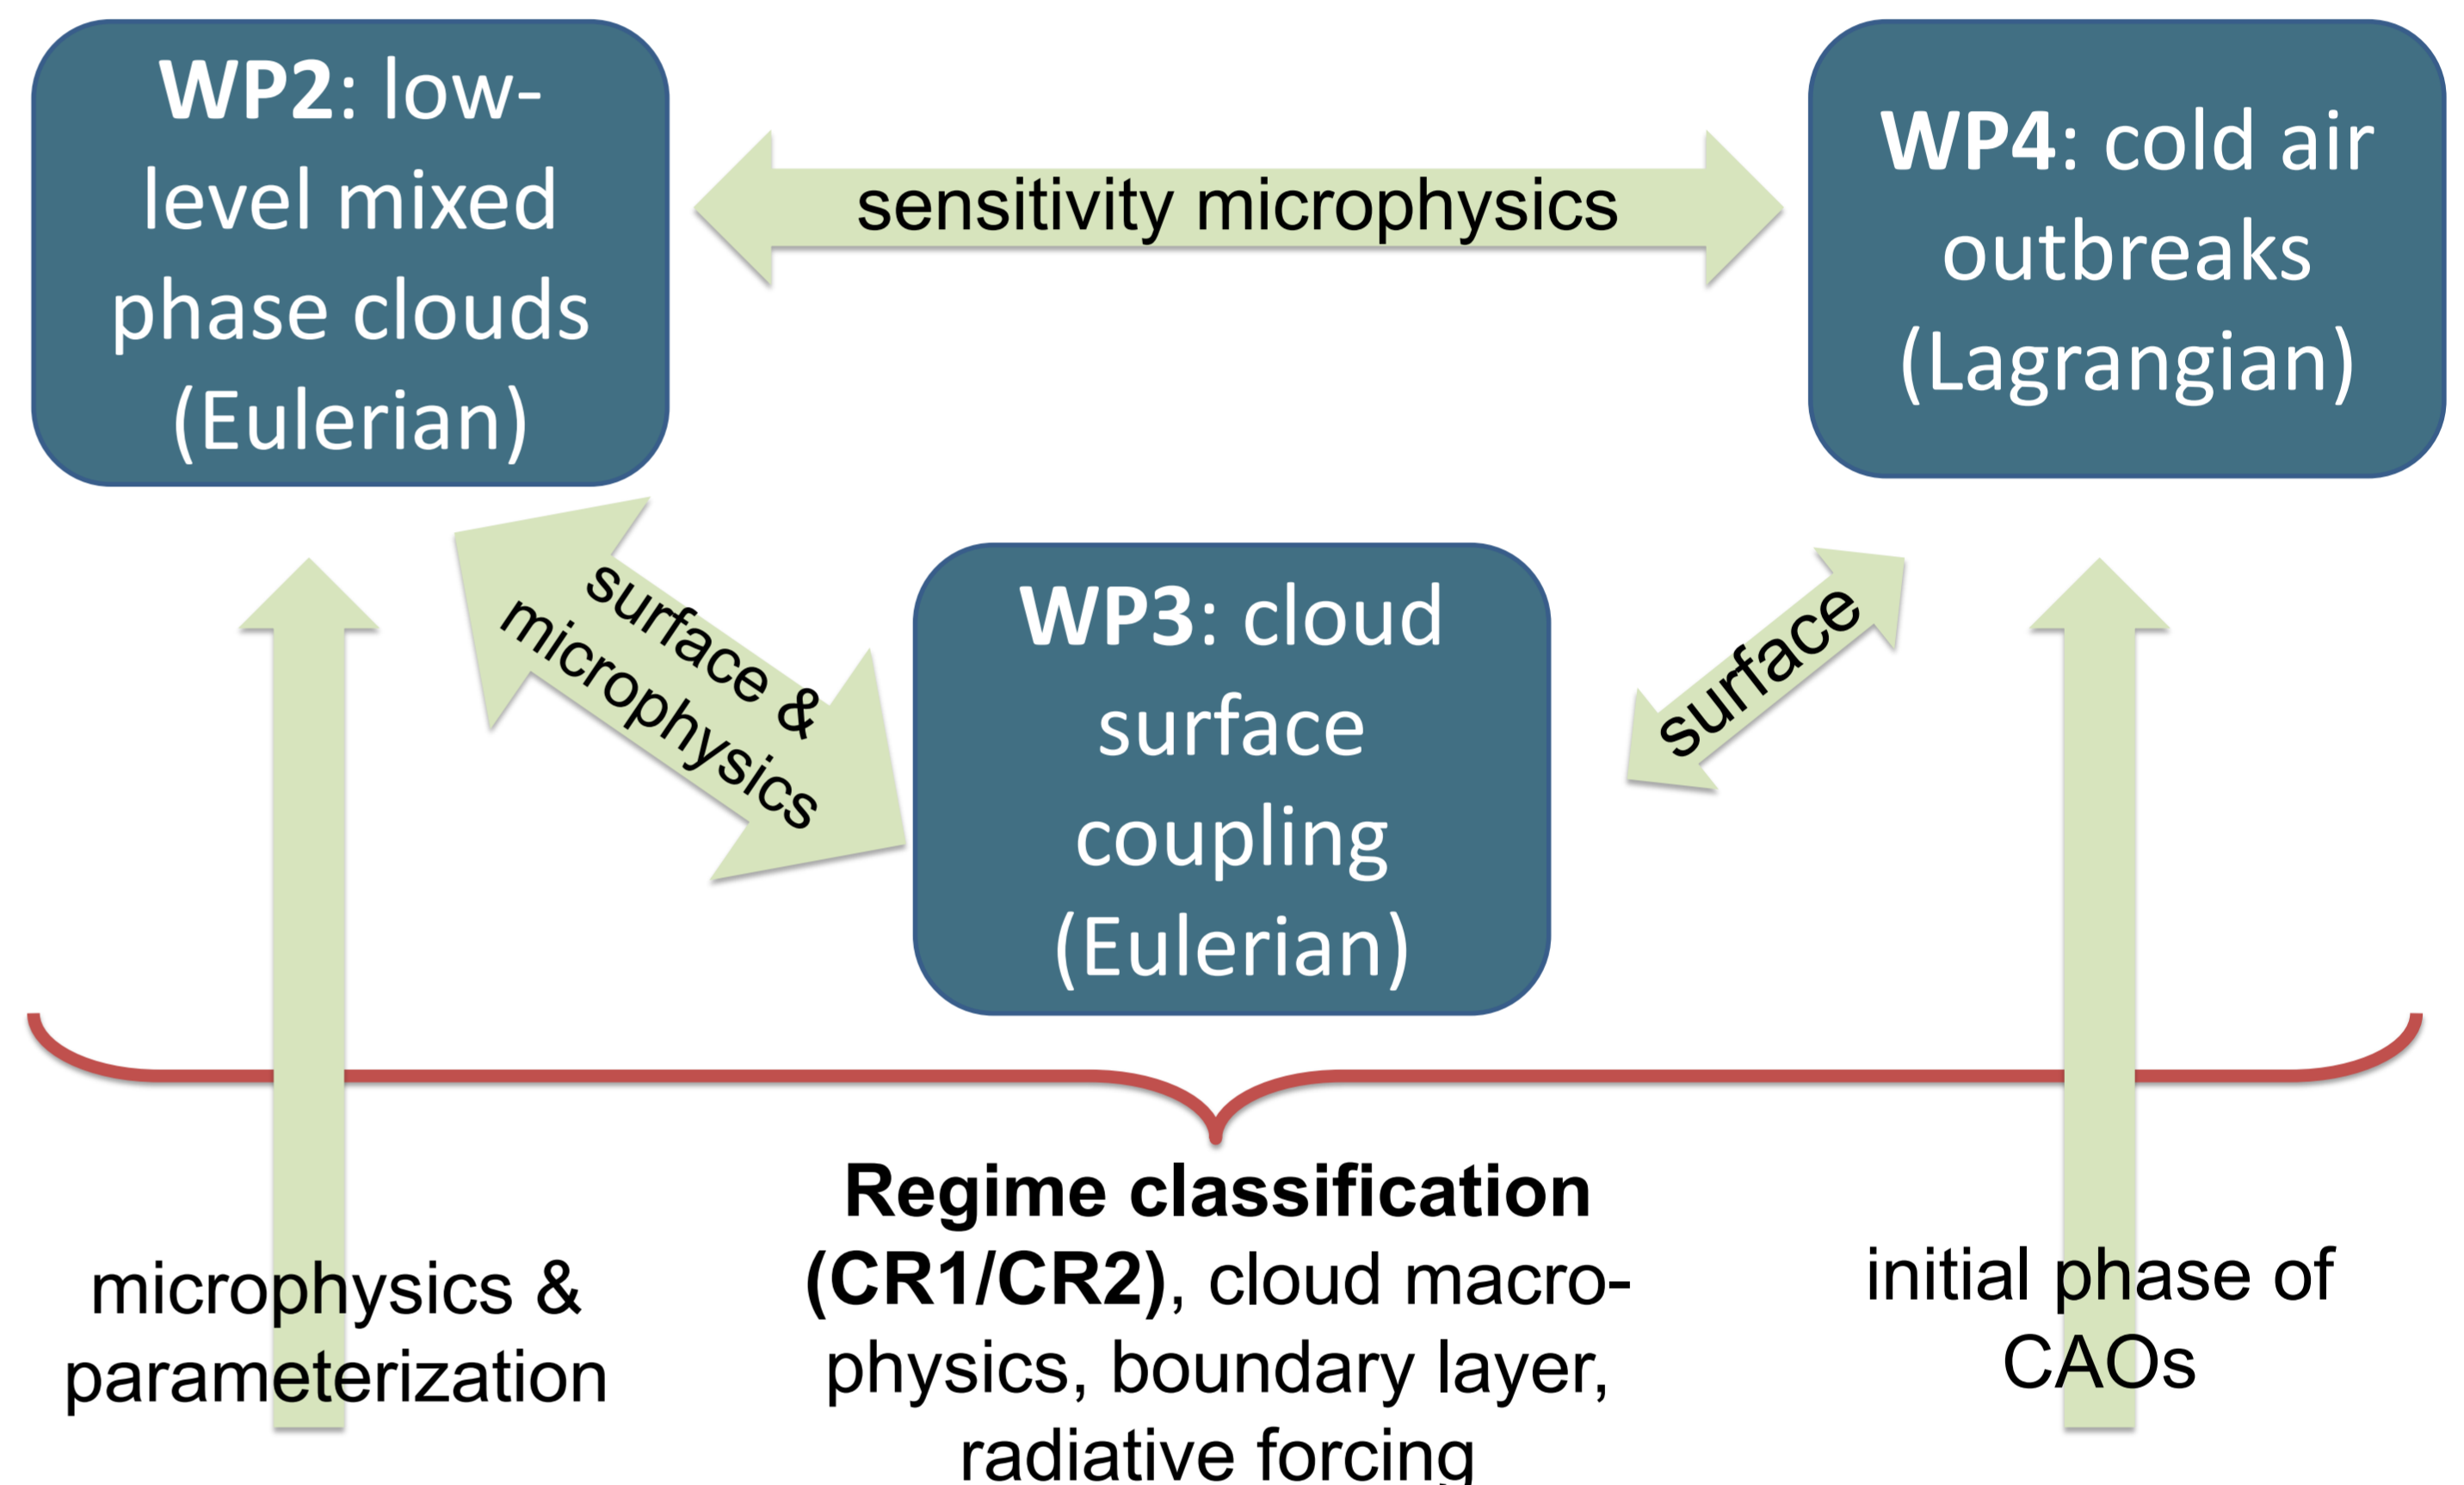 WP2: low-
level mixed
phase clouds
(Eulerian)
sensitivity microphysics
WP4: cold air
outbreaks
(Lagrangian)
surface &
microphysics
WP3: cloud
surface
coupling
(Eulerian)
surface
microphysics &
parameterization
Regime classification
(CR1/CR2), cloud macro-
physics, boundary layer,
radiative forcing
initial phase of
CAOs